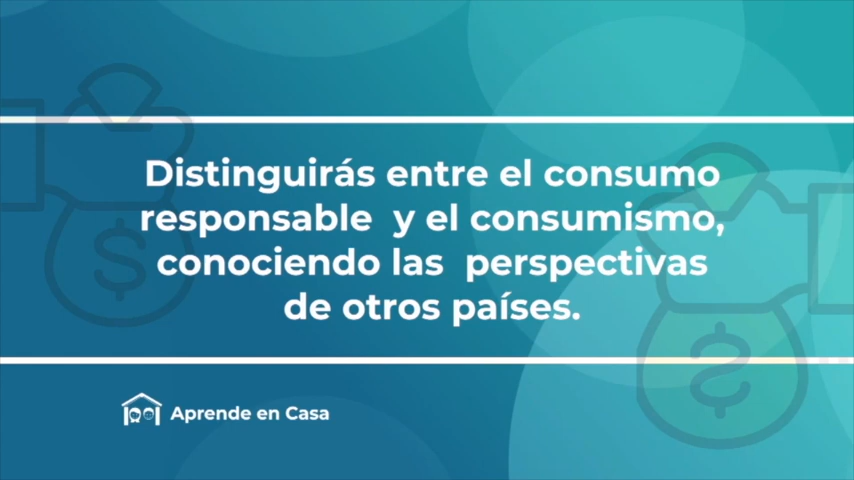 Distinguirás entre el consumo
responsable y el consumismo,
conociendo las perspectivas
de otros países.
Aprende en Casa